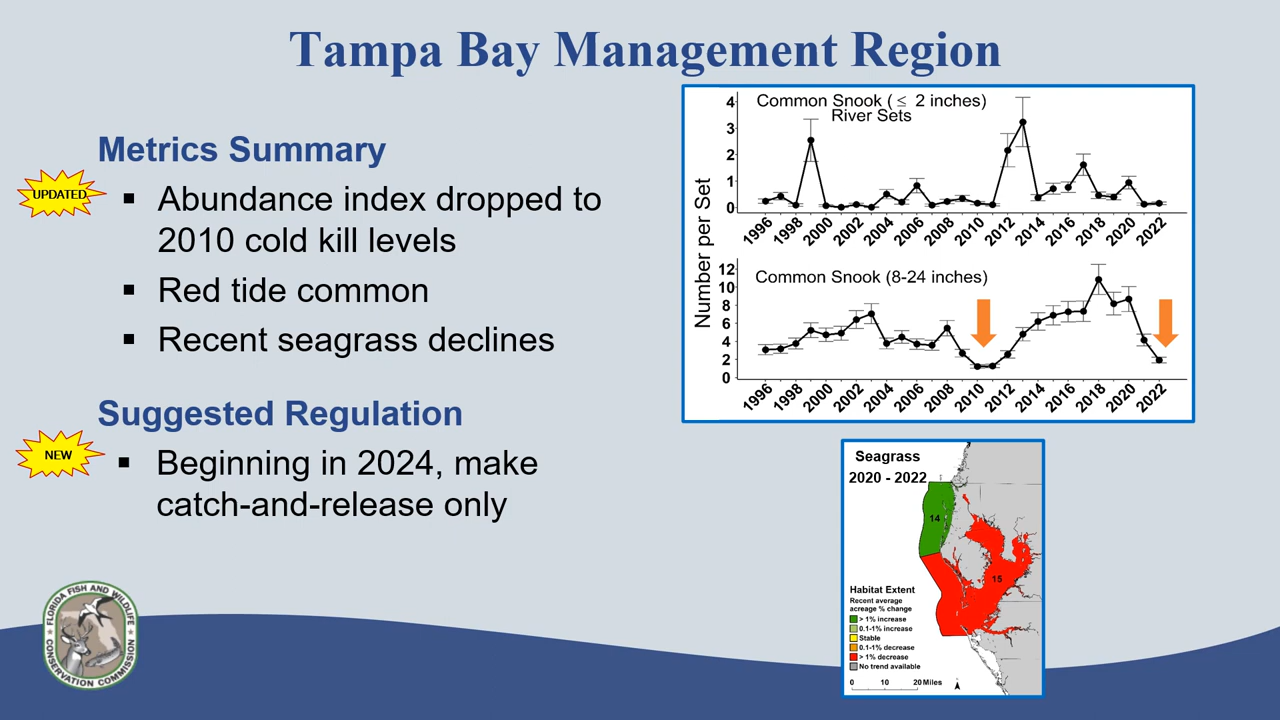 Tampa Bay Management Region
Metrics Summary
UPDATED
▪ Abundance index dropped to
2010 cold kill levels
▪ Red tide common
▪ Recent seagrass declines
Suggested Regulation
NEW
▪ Beginning in 2024, make
catch-and-release only
Number per Set
Common Snook ( ≤ 2 inches)
River Sets
4
3
2
1
0
1996 1998 2000 2002 2004 2006 2008 2010 2012 2014 2016 2018 2020 2022
Common Snook (8-24 inches)
12
10
8
6
4
2
0
1996 1998 2000 2002 2004 2006 2008 2010 2012 2014 2016 2018 2020 2022
Seagrass
2020 - 2022
14
15
Habitat Extent
Recent average
acreage % change
> 1% increase
0.1-1% increase
Stable
0.1-1% decrease
> 1% decrease
No trend available
0 10 20 Miles
FLORIDA FISH AND WILDLIFE
CONSERVATION COMMISSION